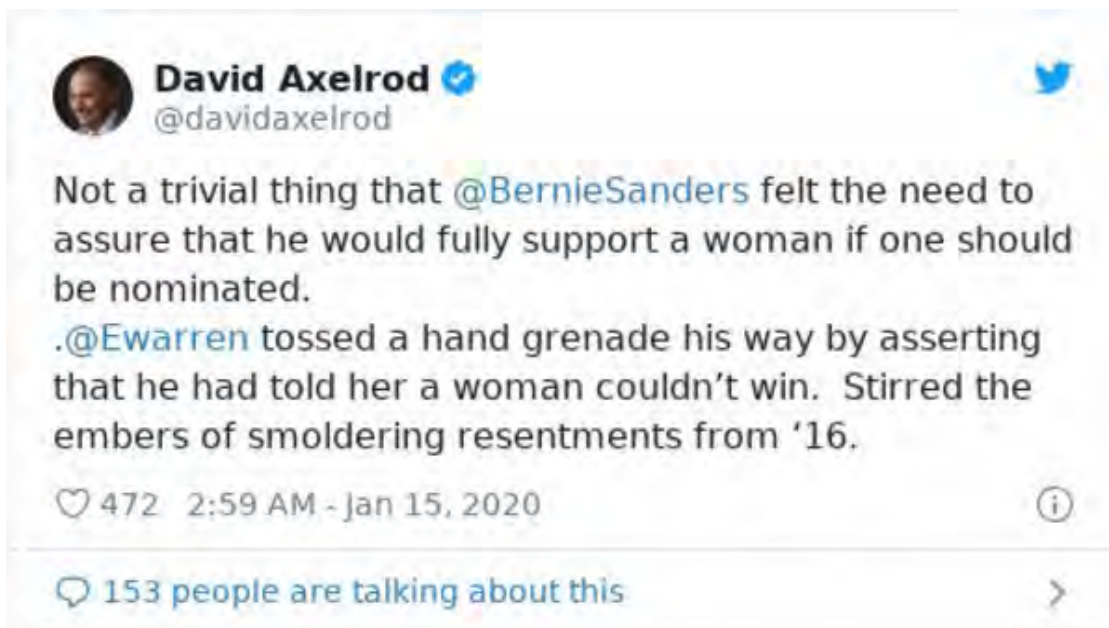 David Axelrod
@davidaxelrod
Not a trivial thing that @BernieSanders felt the need to
assure that he would fully support a woman if one should
be nominated.
.@Ewarren tossed a hand grenade his way by asserting
that he had told her a woman couldn’t win.  Stirred the
embers of smoldering resentments from ‘16.
472 2:59 AM - Jan 15, 2020
153 people are talking about this